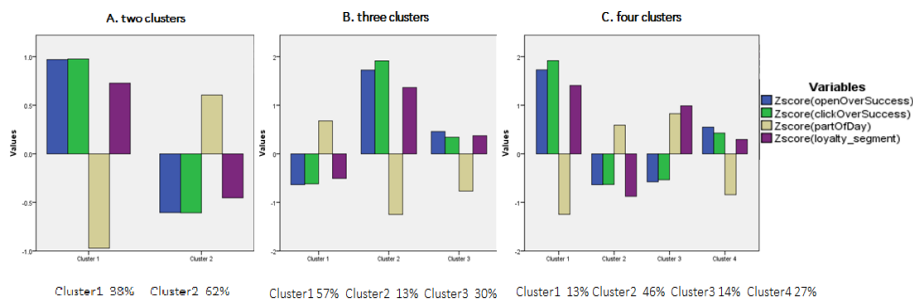 A. two clusters
B. three clusters
C. four clusters
Values
1.0
0.5
0.0
-0.5
-1.0
Cluster 1
Cluster 2
Values
2
1
0
-1
-2
Cluster 1
Cluster 2
Cluster 3
Values
2
1
0
-1
-2
Cluster 1
Cluster 2
Cluster 3
Cluster 4
Variables
Zscore(openOverSuccess)
Zscore(clickOverSuccess)
Zscore(partOfDay)
Zscore(loyalty_segment)
Cluster1 38% Cluster2 62%
Cluster1 57% Cluster2 13% Cluster3 30%
Cluster1 13% Cluster2 46% Cluster3 14% Cluster4 27%